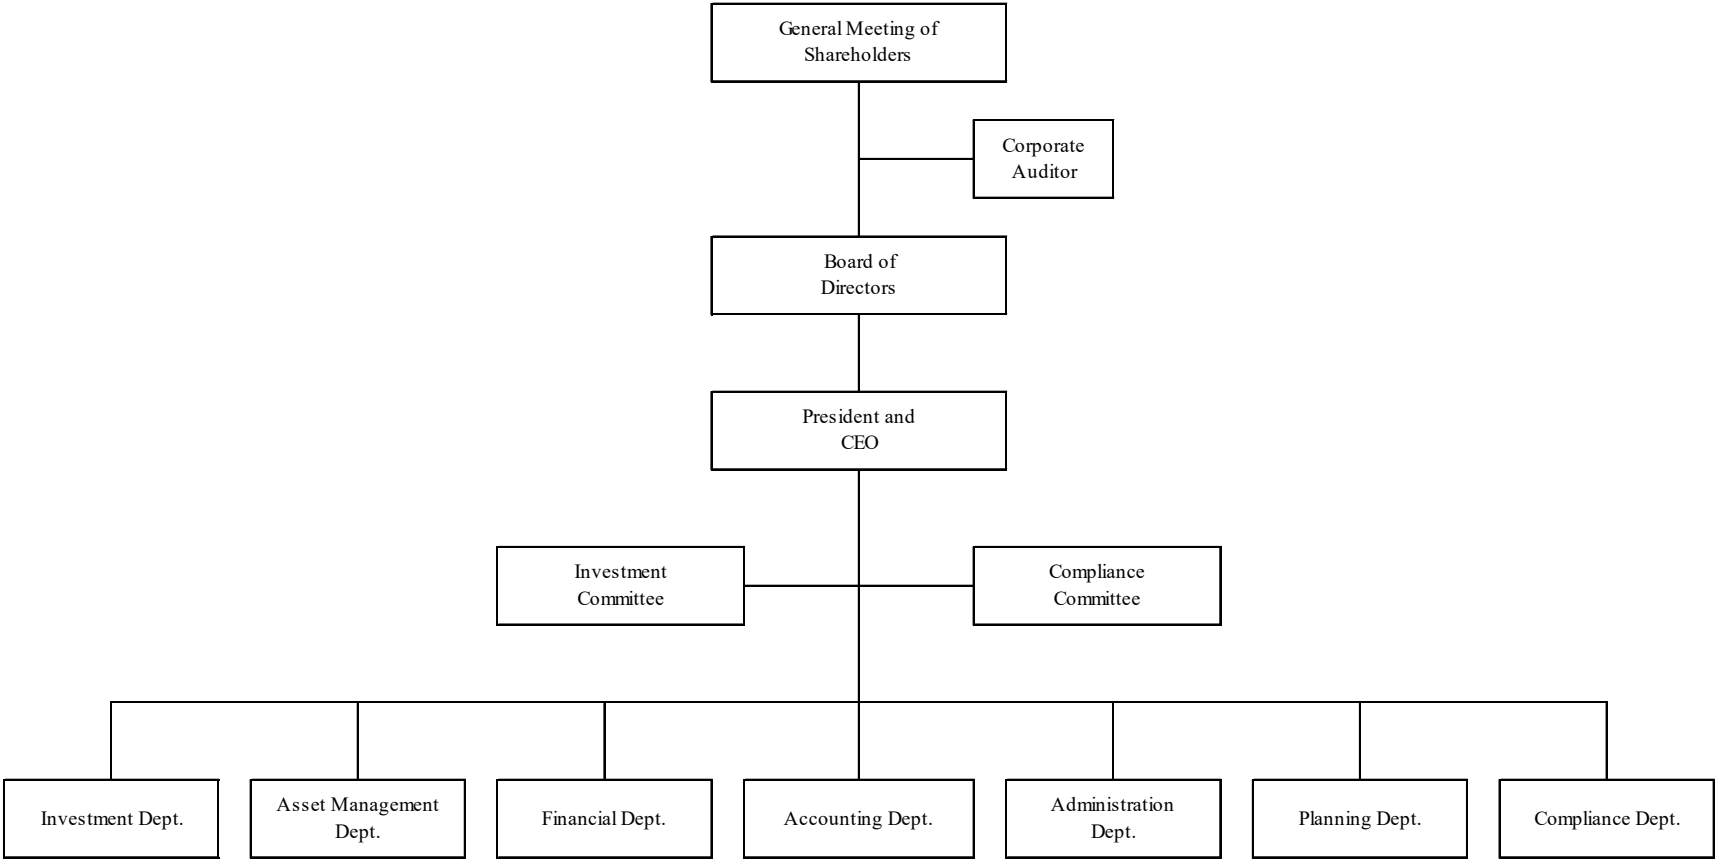 General Meeting of
Shareholders
Corporate
Auditor
Board of
Directors
President and
CEO
Investment
Committee
Compliance
Committee
Investment Dept.
Asset Management
Dept.
Financial Dept.
Accounting Dept.
Administration
Dept.
Planning Dept.
Compliance Dept.